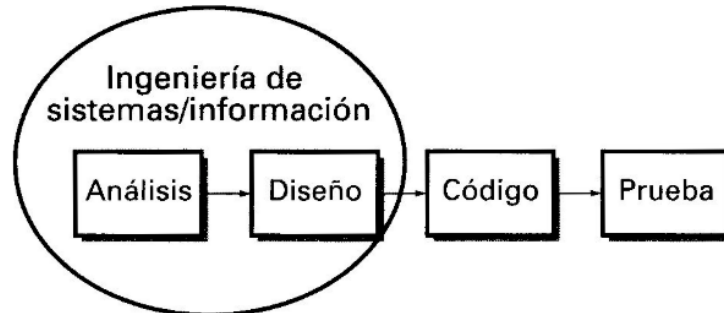 Ingeniería de
sistemas/información
Análisis
Diseño
Código
Prueba